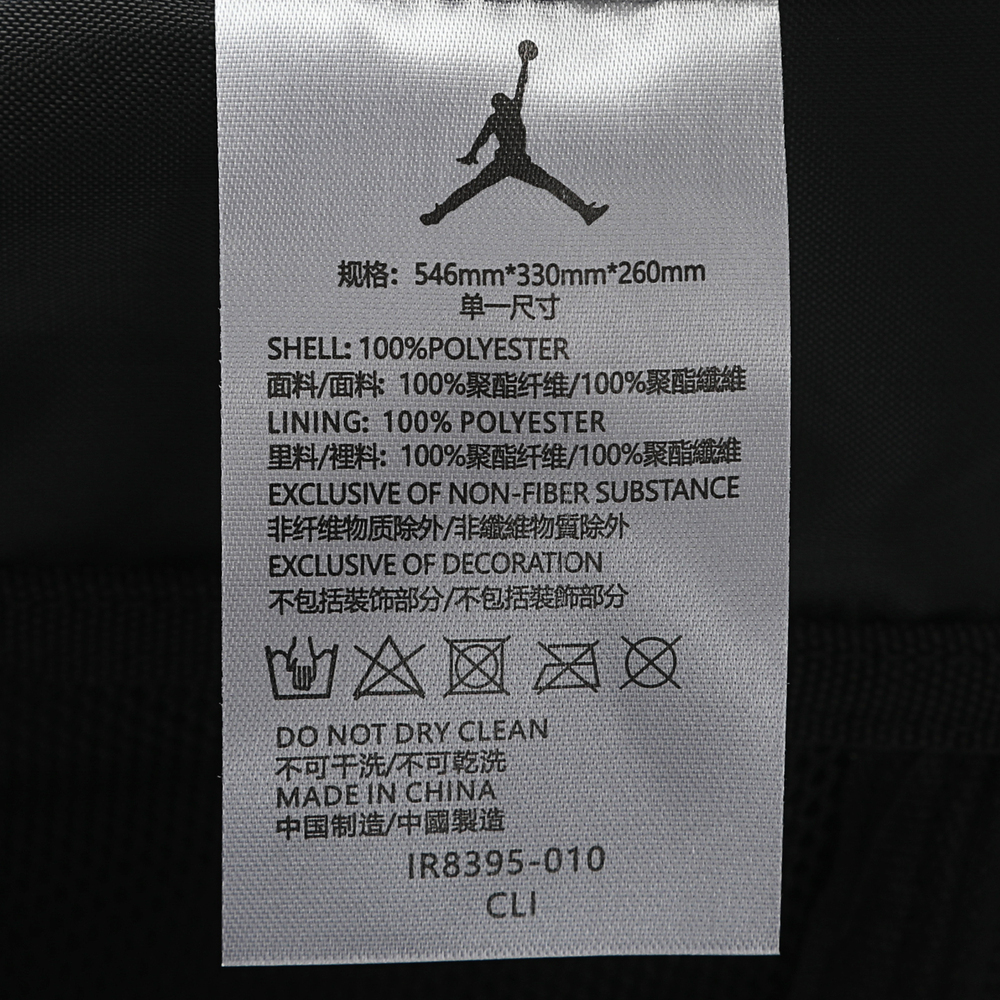 规格：546mm*330mm*260mm
单一尺寸
SHELL: 100%POLYESTER
面料/面料: 100%聚酯纤维/100%聚酯纖維
LINING: 100% POLYESTER
里料/裡料: 100%聚酯纤维/100%聚酯纖維
EXCLUSIVE OF NON-FIBER SUBSTANCE
非纤维物质除外/非纖維物質除外
EXCLUSIVE OF DECORATION
不包括装饰部分/不包括裝飾部分
DO NOT DRY CLEAN
不可干洗/不可乾洗
MADE IN CHINA
中国制造/中國製造
IR8395-010
CLI